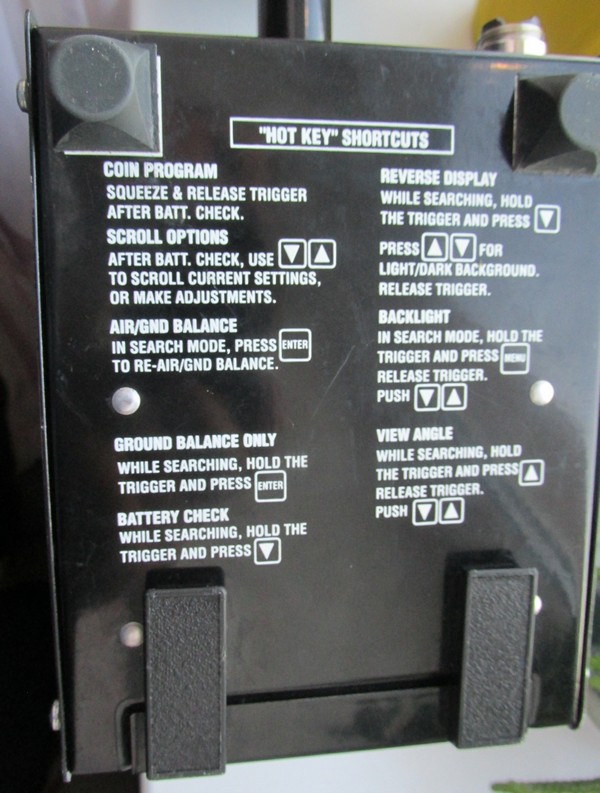 "HOT KEY" SHORTCUTS
COIN PROGRAM
SQUEEZE & RELEASE TRIGGER
AFTER BATT. CHECK.
SCROLL OPTIONS
AFTER BATT. CHECK, USE ▼ ▲
TO SCROLL CURRENT SETTINGS,
OR MAKE ADJUSTMENTS.
AIR/GND BALANCE
IN SEARCH MODE, PRESS ENTER
TO RE-AIR/GND BALANCE.
GROUND BALANCE ONLY
WHILE SEARCHING, HOLD THE
TRIGGER AND PRESS ENTER
BATTERY CHECK
WHILE SEARCHING, HOLD THE
TRIGGER AND PRESS ▼
REVERSE DISPLAY
WHILE SEARCHING, HOLD
THE TRIGGER AND PRESS ▼
PRESS ▲ ▼ FOR
LIGHT/DARK BACKGROUND.
RELEASE TRIGGER.
BACKLIGHT
IN SEARCH MODE, HOLD THE
TRIGGER AND PRESS MENU
RELEASE TRIGGER.
PUSH ▼ ▲
VIEW ANGLE
WHILE SEARCHING, HOLD
THE TRIGGER AND PRESS ▲
RELEASE TRIGGER.
PUSH ▼ ▲